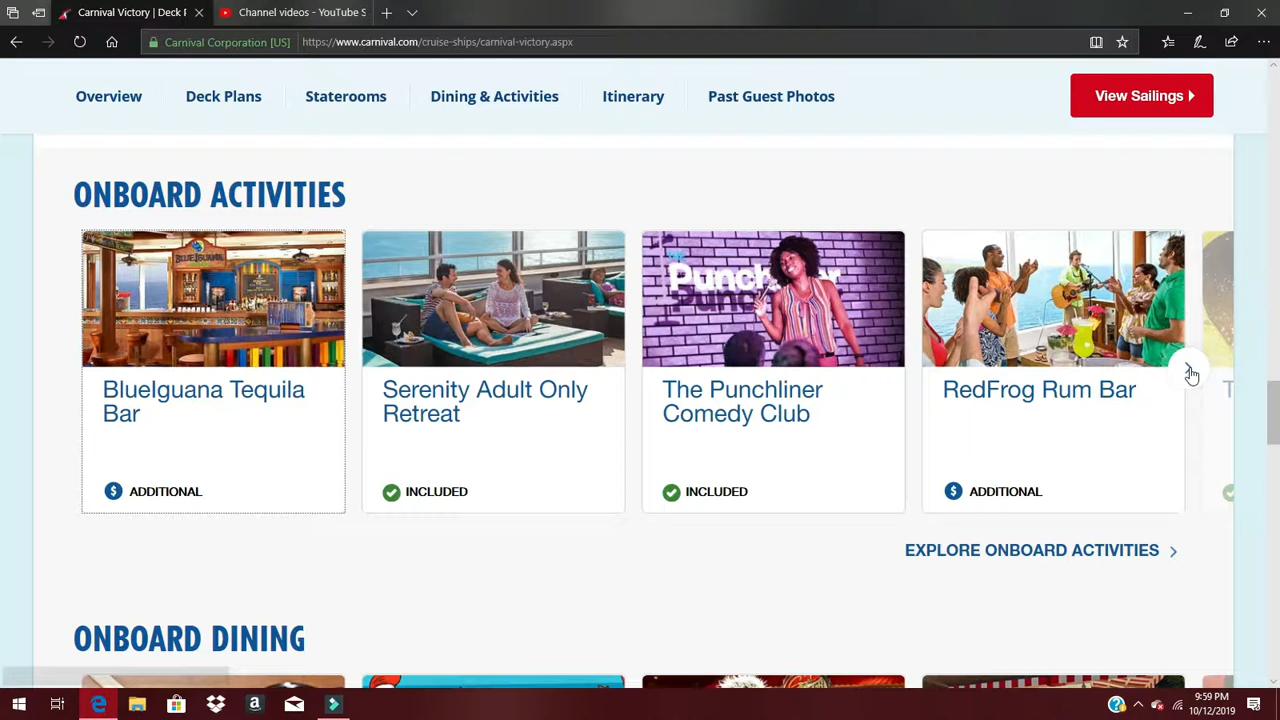 Carnival Victory | Deck P
Channel videos - YouTube S
Carnival Corporation [US]
https://www.carnival.com/cruise-ships/carnival-victory.aspx
Overview
Deck Plans
Staterooms
Dining & Activities
Itinerary
Past Guest Photos
View Sailings
ONBOARD ACTIVITIES
BLUEIGUANA
Punchliner
BlueIguana Tequila
Bar
Serenity Adult Only
Retreat
The Punchliner
Comedy Club
RedFrog Rum Bar
T
ADDITIONAL
INCLUDED
INCLUDED
ADDITIONAL
EXPLORE ONBOARD ACTIVITIES
ONBOARD DINING
9:59 PM
10/12/2019